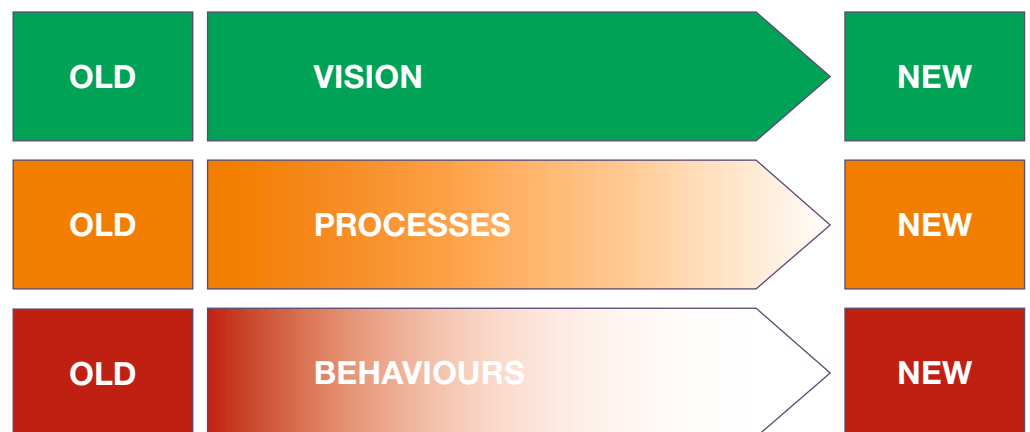 OLD VISION NEW
OLD PROCESSES NEW
OLD BEHAVIOURS NEW